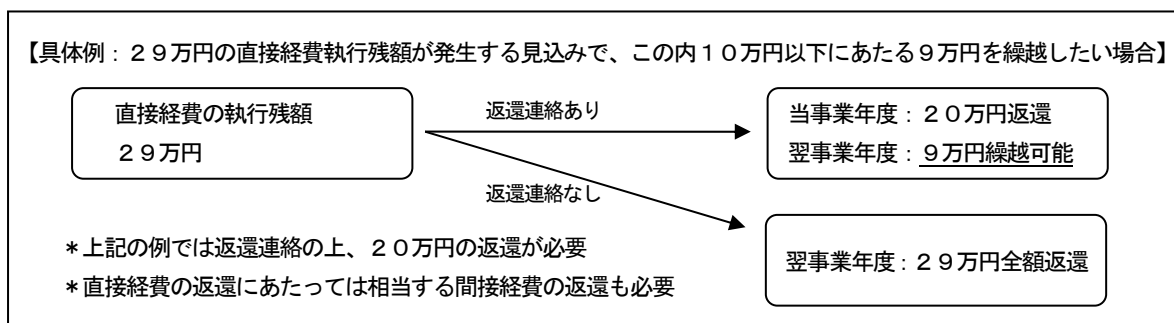 【具体例：２９万円の直接経費執行残額が発生する見込みで、この内１０万円以下にあたる９万円を繰越したい場合】
直接経費の執行残額
２９万円
返還連絡あり
当事業年度：２０万円返還
翌事業年度：９万円繰越可能
返還連絡なし
翌事業年度：２９万円全額返還
＊上記の例では返還連絡の上、２０万円の返還が必要
＊直接経費の返還にあたっては相当する間接経費の返還も必要